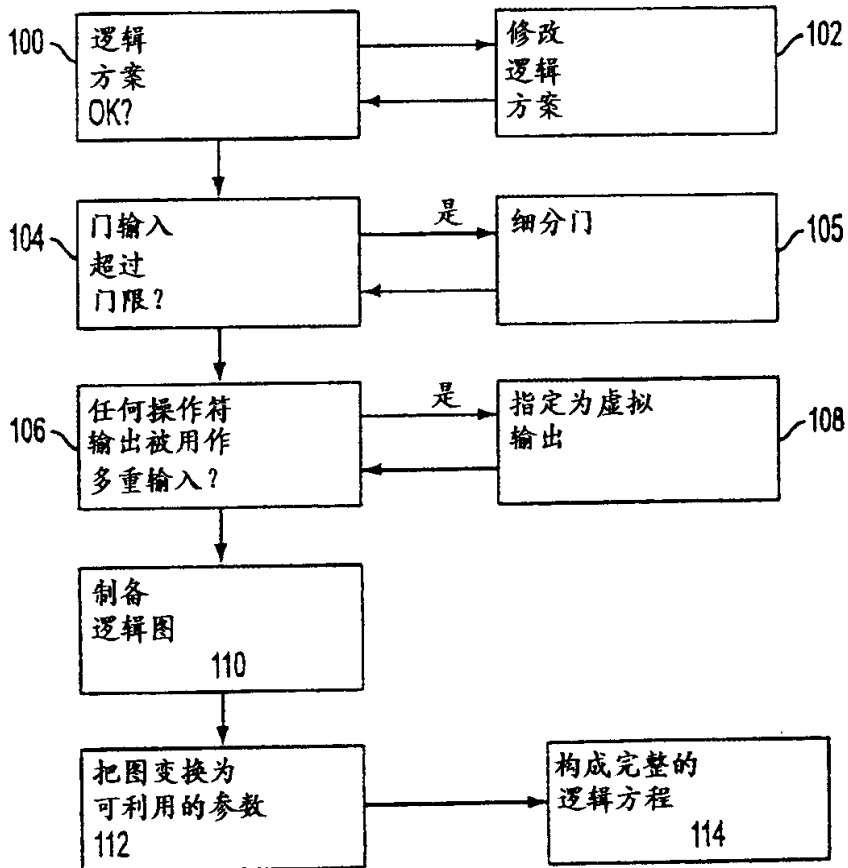 100
逻辑
方案
OK?
修改
逻辑
方案
102
104
门输入
超过
门限?
是
细分门
105
106
任何操作符
输出被用作
多重输入?
是
指定为虚拟
输出
108
制备
逻辑图
110
把图变换为
可利用的参数
112
构成完整的
逻辑方程
114